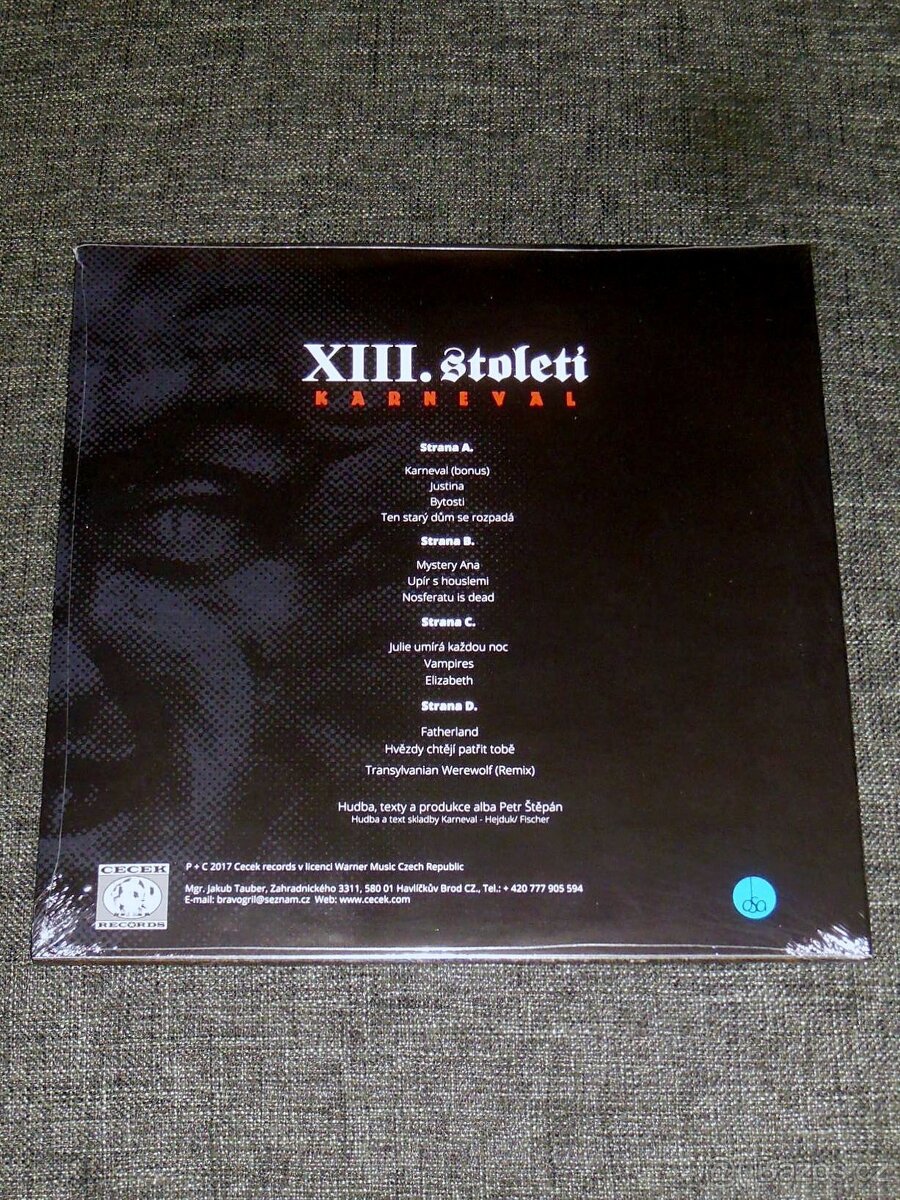 XIII. století
KARNEVAL
Strana A.
Karneval (bonus)
Justina
Bytosti
Ten starý dům se rozpadá
Strana B.
Mystery Ana
Upír s houslemi
Nosferatu is dead
Strana C.
Julie umírá každou noc
Vampires
Elizabeth
Strana D.
Fatherland
Hvězdy chtějí patřit tobě
Transylvanian Werewolf (Remix)
Hudba, texty a produkce alba Petr Štěpán
Hudba a text skladby Karneval - Hejduk/ Fischer
CECEK
RECORDS
P + C 2017 Cecek records v licenci Warner Music Czech Republic
Mgr. Jakub Tauber, Zahradnického 3311, 580 01 Havlíčkův Brod CZ., Tel.: + 420 777 905 594
E-mail: bravogril@seznam.cz Web: www.cecek.com
osa